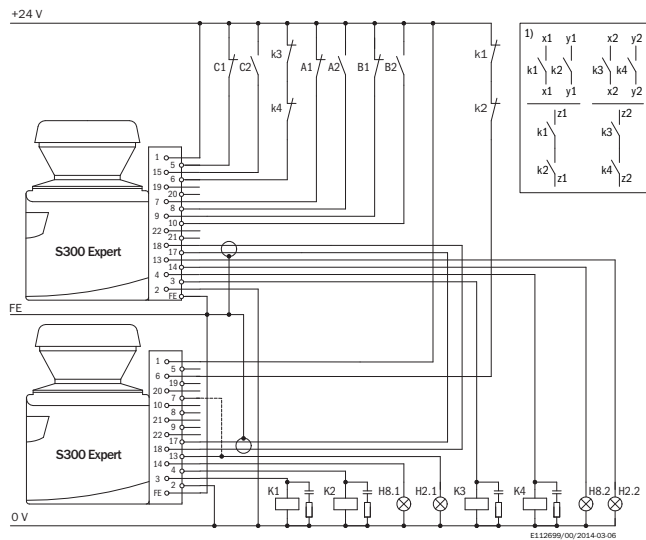 +24 V
1) x1 y1 x2 y2
k1 k2 k3 k4
x1 y1 x2 y2
z1 z2
k1 k3
k2 z1 k4 z2
C1 C2 k3 A1 A2 B1 B2 k1
k4 k2
1
5
15
6
19
20
7
8
9
10
22
21
18
17
13
14
4
3
2
FE
S300 Expert
FE
1
5
6
19
20
7
10
8
21
9
22
17
18
13
14
4
3
2
FE
S300 Expert
K1 K2 H8.1 H2.1 K3 K4 H8.2 H2.2
0 V
E112699/00/2014-03-06